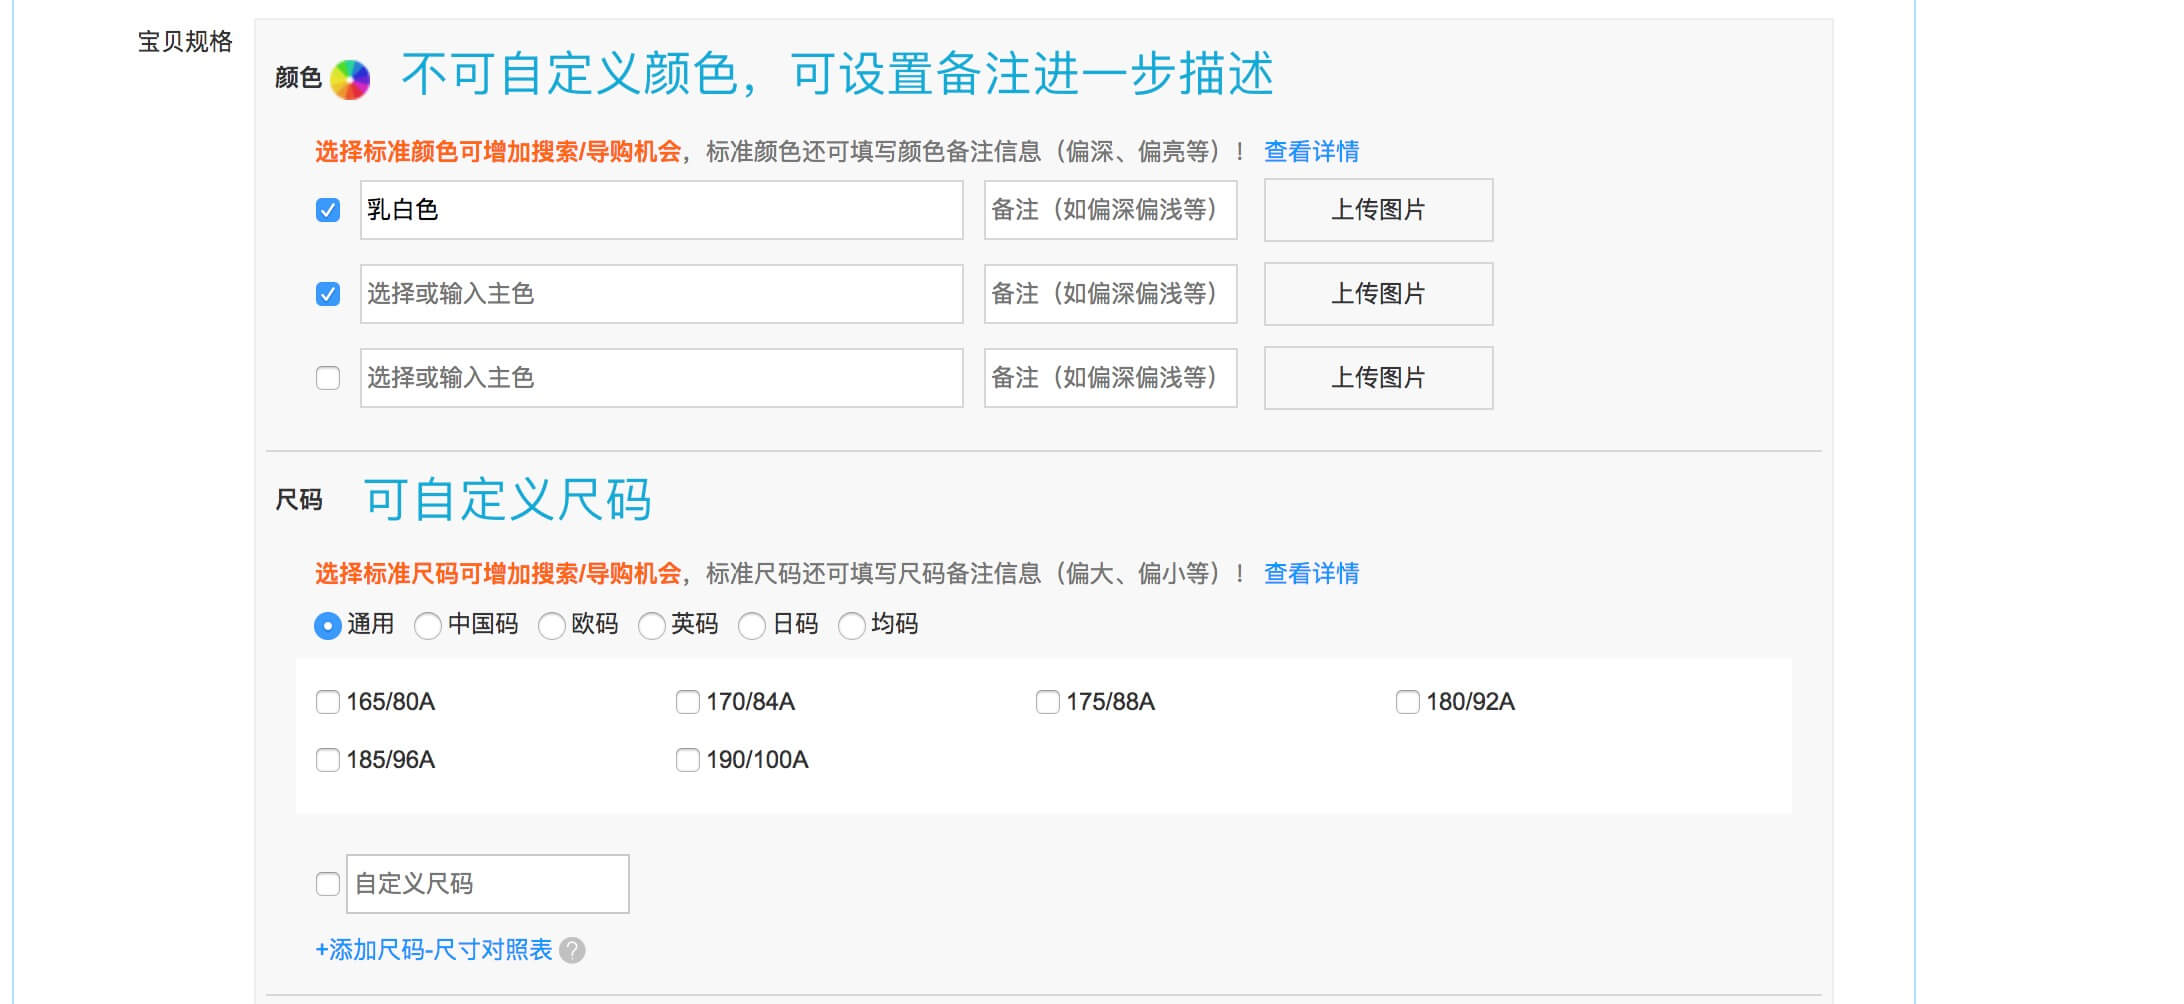 宝贝规格
颜色 不可自定义颜色，可设置备注进一步描述
选择标准颜色可增加搜索/导购机会，标准颜色还可填写颜色备注信息（偏深、偏亮等）！ 查看详情
乳白色 备注（如偏深偏浅等） 上传图片
选择或输入主色 备注（如偏深偏浅等） 上传图片
选择或输入主色 备注（如偏深偏浅等） 上传图片
尺码 可自定义尺码
选择标准尺码可增加搜索/导购机会，标准尺码还可填写尺码备注信息（偏大、偏小等）！ 查看详情
通用 中国码 欧码 英码 日码 均码
165/80A 170/84A 175/88A 180/92A
185/96A 190/100A
自定义尺码
+添加尺码-尺寸对照表 ?